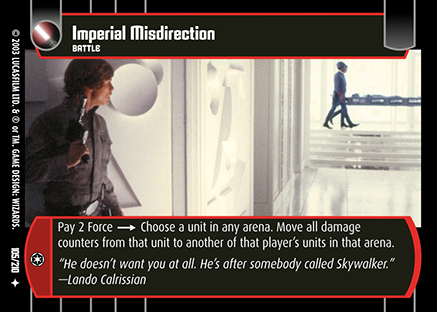 Imperial Misdirection
BATTLE
Pay 2 Force → Choose a unit in any arena. Move all damage
counters from that unit to another of that player's units in that arena.
"He doesn't want you at all. He's after somebody called Skywalker."
—Lando Calrissian
© 2003 LUCASFILM LTD. & ® or TM. GAME DESIGN: WIZARDS.
105/210